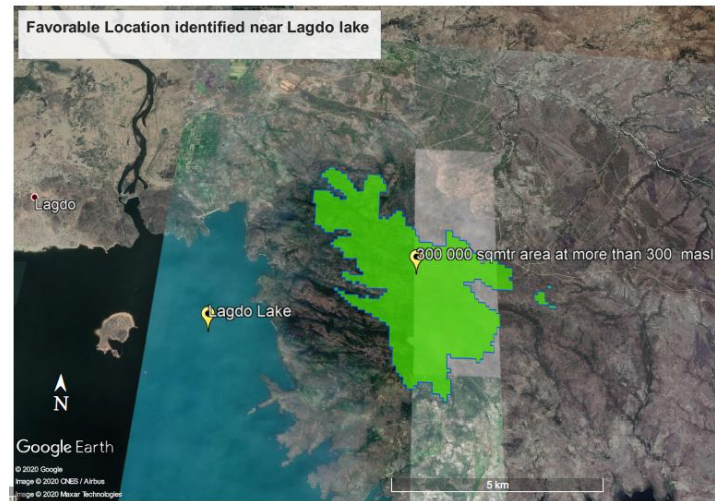 Favorable Location identified near Lagdo lake
Lagdo
300 000 sqmtr area at more than 300 masl
Lagdo Lake
N
Google Earth
5 km
© 2020 Google
Image © 2020 CNES / Airbus
Image © 2020 Maxar Technologies